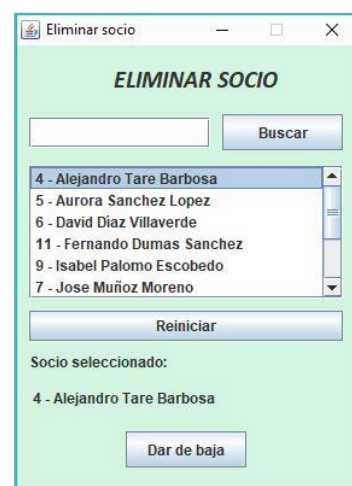 Eliminar socio
ELIMINAR SOCIO
Buscar
4 - Alejandro Tare Barbosa
5 - Aurora Sanchez Lopez
6 - David Díaz Villaverde
11 - Fernando Dumas Sanchez
9 - Isabel Palomo Escobedo
7 - Jose Muñoz Moreno
Reiniciar
Socio seleccionado:
4 - Alejandro Tare Barbosa
Dar de baja